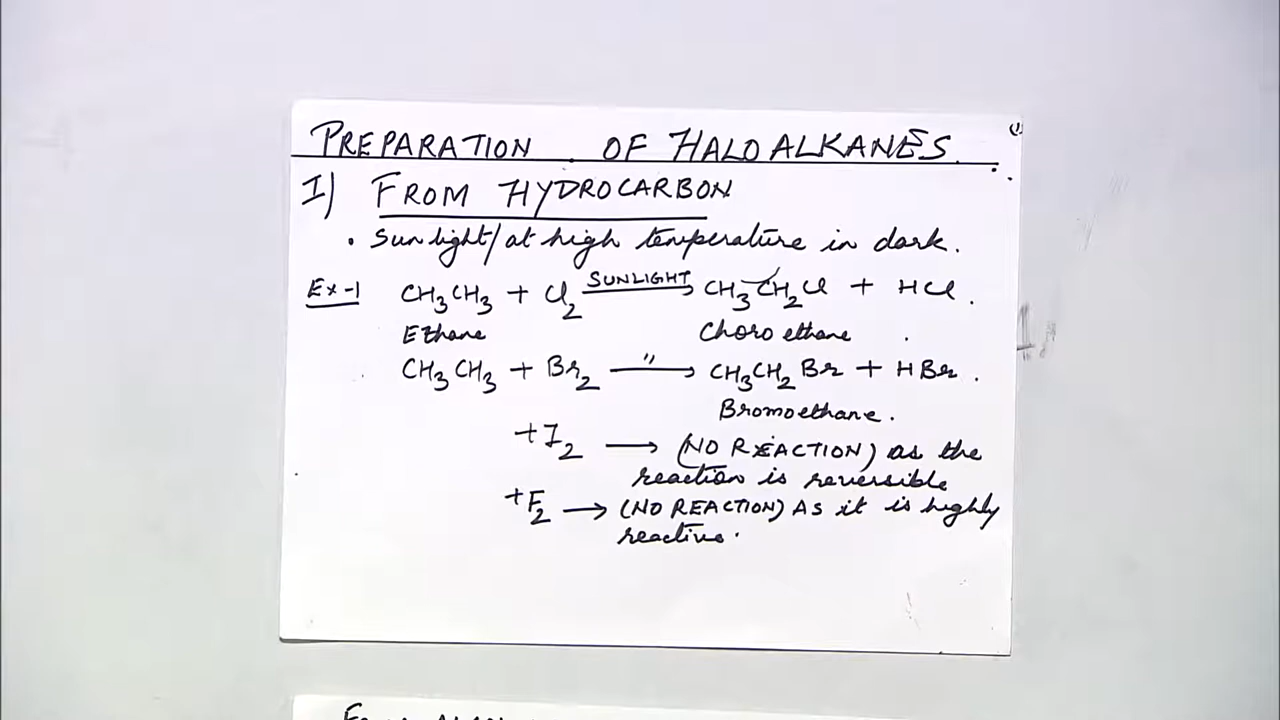 (1)
PREPARATION OF HALOALKANES.
I) FROM HYDROCARBON
• Sunlight/at high temperature in dark.
Ex-1 CH₃CH₃ + Cl₂ —SUNLIGHT→ CH₃CH₂Cl + HCl.
Ethane Choroethane
CH₃CH₃ + Br₂ —"→ CH₃CH₂Br + HBr.
Bromoethane.
+I₂ → (NO REACTION) as the
reaction is reversible
+F₂ → (NO REACTION) As it is highly
reactive.